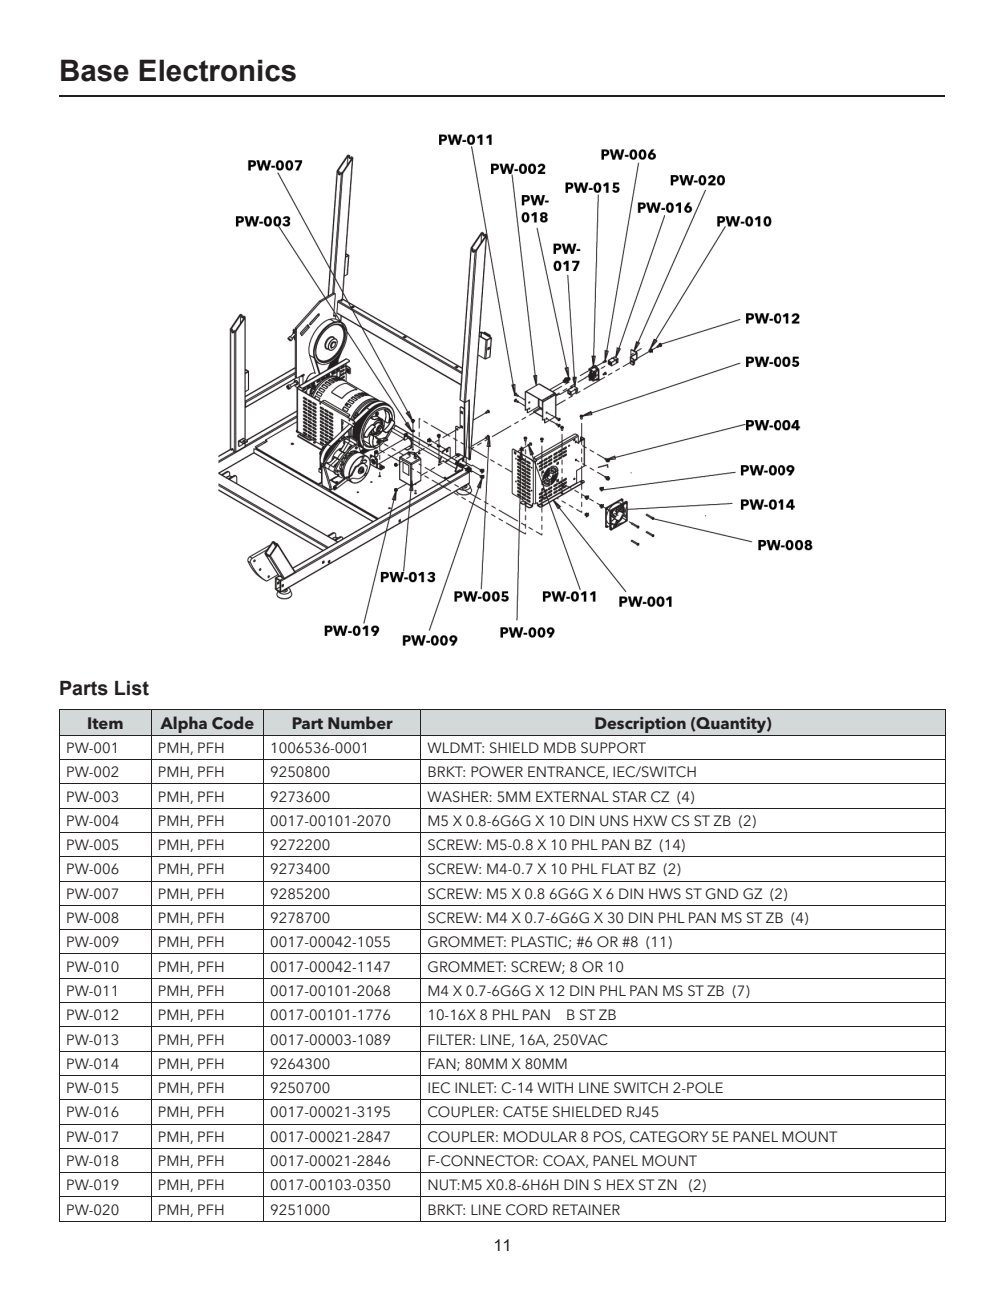 Base Electronics
PW-011
PW-007
PW-002
PW-006
PW-015
PW-020
PW-
018
PW-016
PW-003
PW-010
PW-
017
PW-012
PW-005
PW-004
PW-009
PW-014
PW-008
PW-013
PW-005
PW-011
PW-001
PW-019
PW-009
PW-009
Parts List
Item Alpha Code Part Number Description (Quantity)
PW-001 PMH, PFH 1006536-0001 WLDMT: SHIELD MDB SUPPORT
PW-002 PMH, PFH 9250800 BRKT: POWER ENTRANCE, IEC/SWITCH
PW-003 PMH, PFH 9273600 WASHER: 5MM EXTERNAL STAR CZ (4)
PW-004 PMH, PFH 0017-00101-2070 M5 X 0.8-6G6G X 10 DIN UNS HXW CS ST ZB (2)
PW-005 PMH, PFH 9272200 SCREW: M5-0.8 X 10 PHL PAN BZ (14)
PW-006 PMH, PFH 9273400 SCREW: M4-0.7 X 10 PHL FLAT BZ (2)
PW-007 PMH, PFH 9285200 SCREW: M5 X 0.8 6G6G X 6 DIN HWS ST GND GZ (2)
PW-008 PMH, PFH 9278700 SCREW: M4 X 0.7-6G6G X 30 DIN PHL PAN MS ST ZB (4)
PW-009 PMH, PFH 0017-00042-1055 GROMMET: PLASTIC; #6 OR #8 (11)
PW-010 PMH, PFH 0017-00042-1147 GROMMET: SCREW; 8 OR 10
PW-011 PMH, PFH 0017-00101-2068 M4 X 0.7-6G6G X 12 DIN PHL PAN MS ST ZB (7)
PW-012 PMH, PFH 0017-00101-1776 10-16X 8 PHL PAN B ST ZB
PW-013 PMH, PFH 0017-00003-1089 FILTER: LINE, 16A, 250VAC
PW-014 PMH, PFH 9264300 FAN; 80MM X 80MM
PW-015 PMH, PFH 9250700 IEC INLET: C-14 WITH LINE SWITCH 2-POLE
PW-016 PMH, PFH 0017-00021-3195 COUPLER: CAT5E SHIELDED RJ45
PW-017 PMH, PFH 0017-00021-2847 COUPLER: MODULAR 8 POS, CATEGORY 5E PANEL MOUNT
PW-018 PMH, PFH 0017-00021-2846 F-CONNECTOR: COAX, PANEL MOUNT
PW-019 PMH, PFH 0017-00103-0350 NUT:M5 X0.8-6H6H DIN S HEX ST ZN (2)
PW-020 PMH, PFH 9251000 BRKT: LINE CORD RETAINER
11